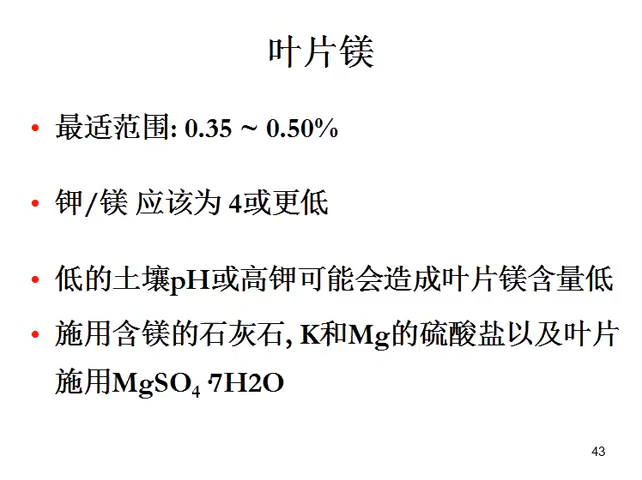 叶片镁
• 最适范围: 0.35 ~ 0.50%
• 钾/镁 应该为 4或更低
• 低的土壤pH或高钾可能会造成叶片镁含量低
• 施用含镁的石灰石, K和Mg的硫酸盐以及叶片
施用MgSO₄ ·7H2O
43